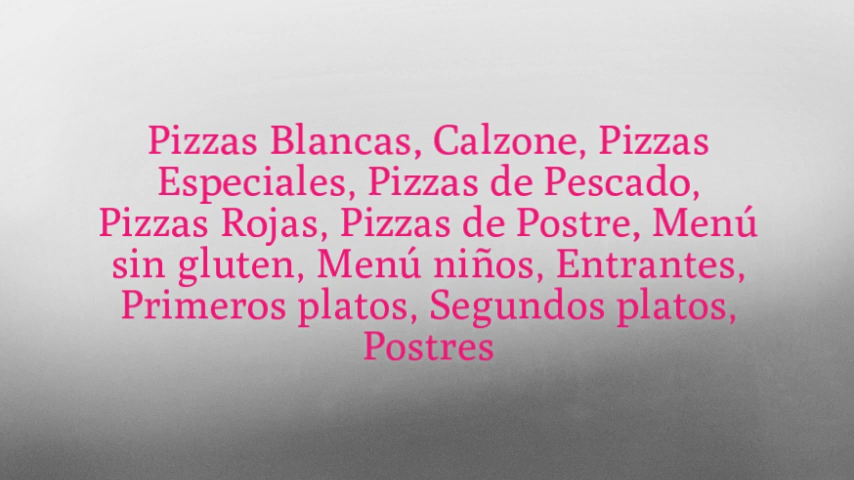 Pizzas Blancas, Calzone, Pizzas
Especiales, Pizzas de Pescado,
Pizzas Rojas, Pizzas de Postre, Menú
sin gluten, Menú niños, Entrantes,
Primeros platos, Segundos platos,
Postres